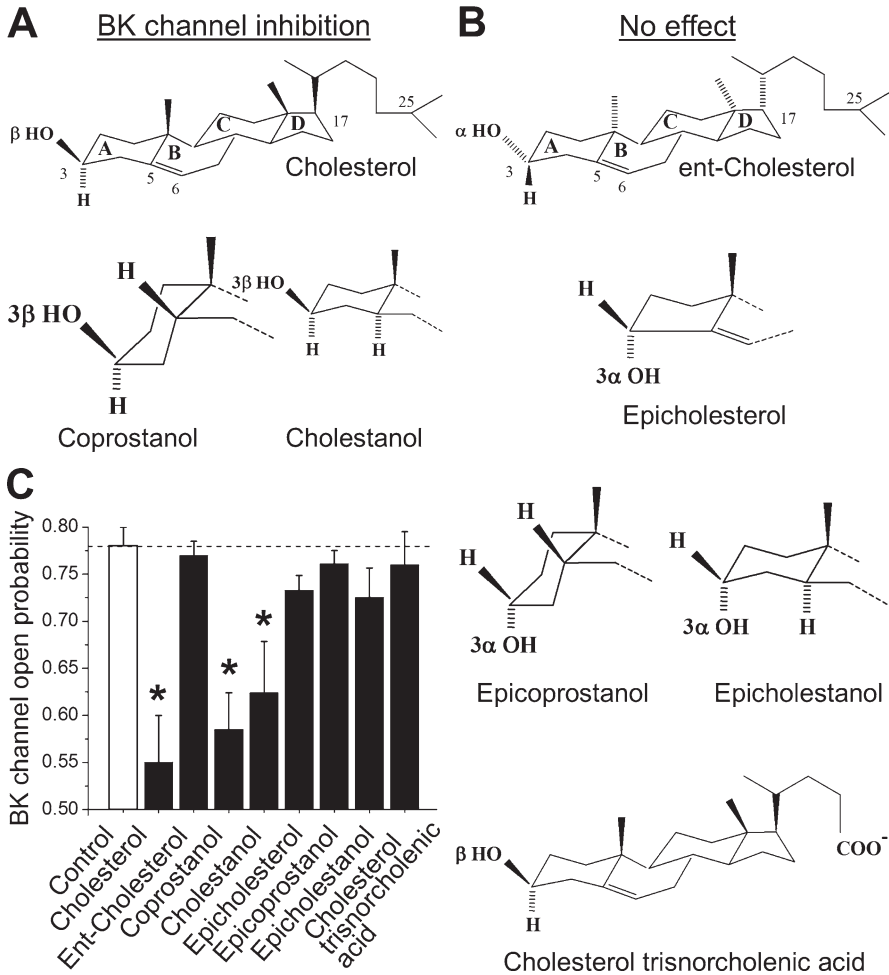 A
BK channel inhibition
β HO
A
B
C
D
3
5
6
17
25
H
Cholesterol
H
3β HO
H
Coprostanol
3β HO
H
H
Cholestanol
B
No effect
α HO
A
B
C
D
3
5
6
17
25
H
ent-Cholesterol
H
3α OH
Epicholesterol
H
H
3α OH
Epicoprostanol
H
3α OH
H
Epicholestanol
β HO
H
COO-
Cholesterol trisnorcholenic acid
C
BK channel open probability
0.80
0.75
0.70
0.65
0.60
0.55
0.50
*
*
*
Control
Cholesterol
Ent-Cholesterol
Coprostanol
Cholestanol
Epicholesterol
Epicoprostanol
Epicholestanol
Cholesterol
trisnorcholenic
acid